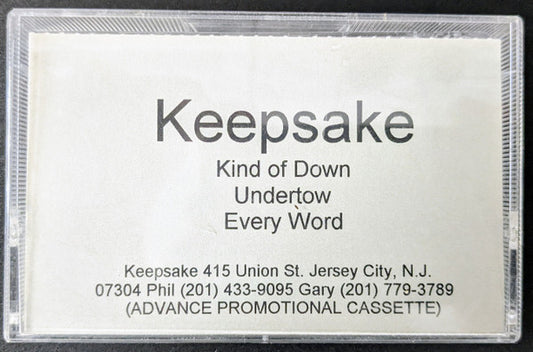 Keepsake
Kind of Down
Undertow
Every Word
Keepsake 415 Union St. Jersey City, N.J.
07304 Phil (201) 433-9095 Gary (201) 779-3789
(ADVANCE PROMOTIONAL CASSETTE)